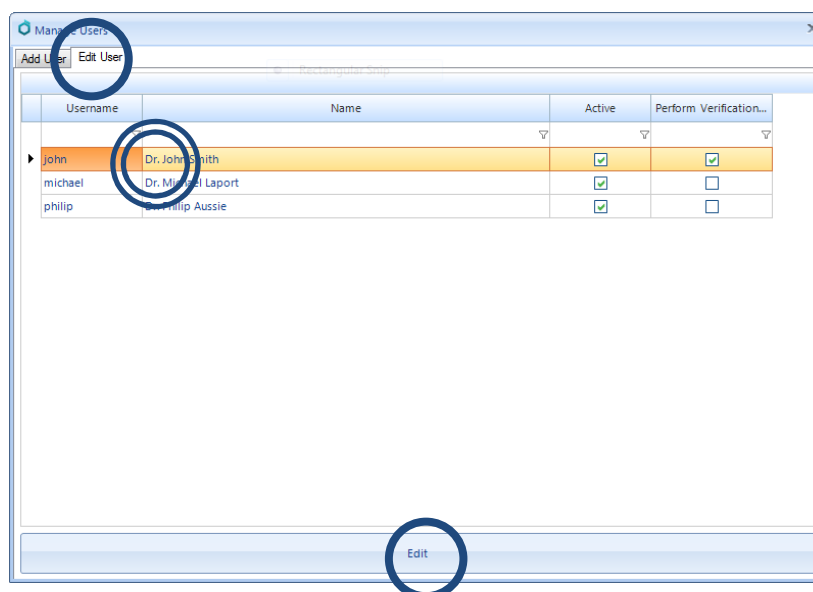 Manage Users
Add User Edit User
Rectangular Snip
Username Name Active Perform Verification...
john Dr. John Smith
michael Dr. Michael Laport
philip Dr. Philip Aussie
Edit